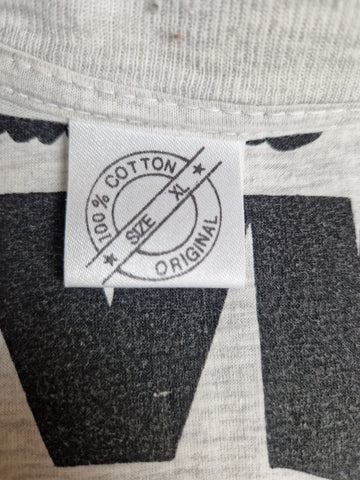 100% COTTON
SIZE XL
ORIGINAL